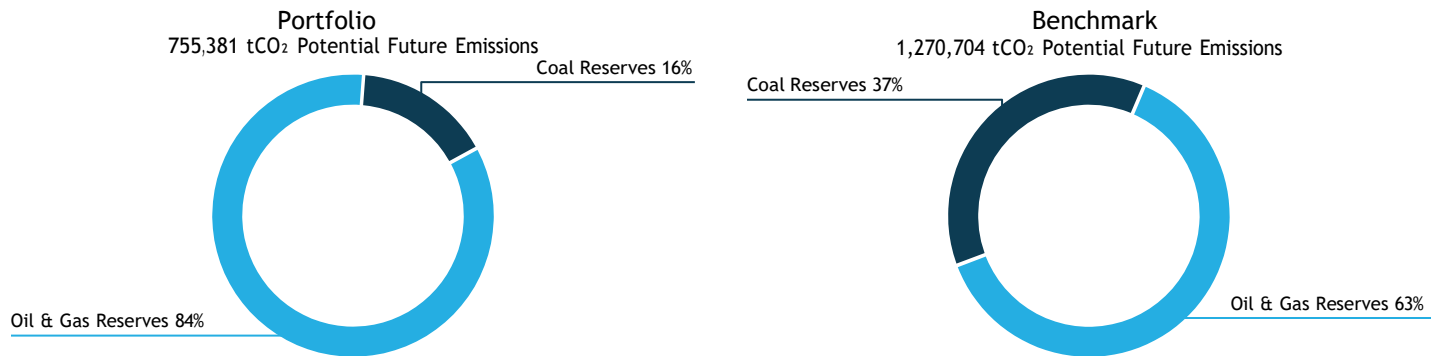 Portfolio
755,381 tCO₂ Potential Future Emissions
Coal Reserves 16%
Oil & Gas Reserves 84%
Benchmark
1,270,704 tCO₂ Potential Future Emissions
Coal Reserves 37%
Oil & Gas Reserves 63%